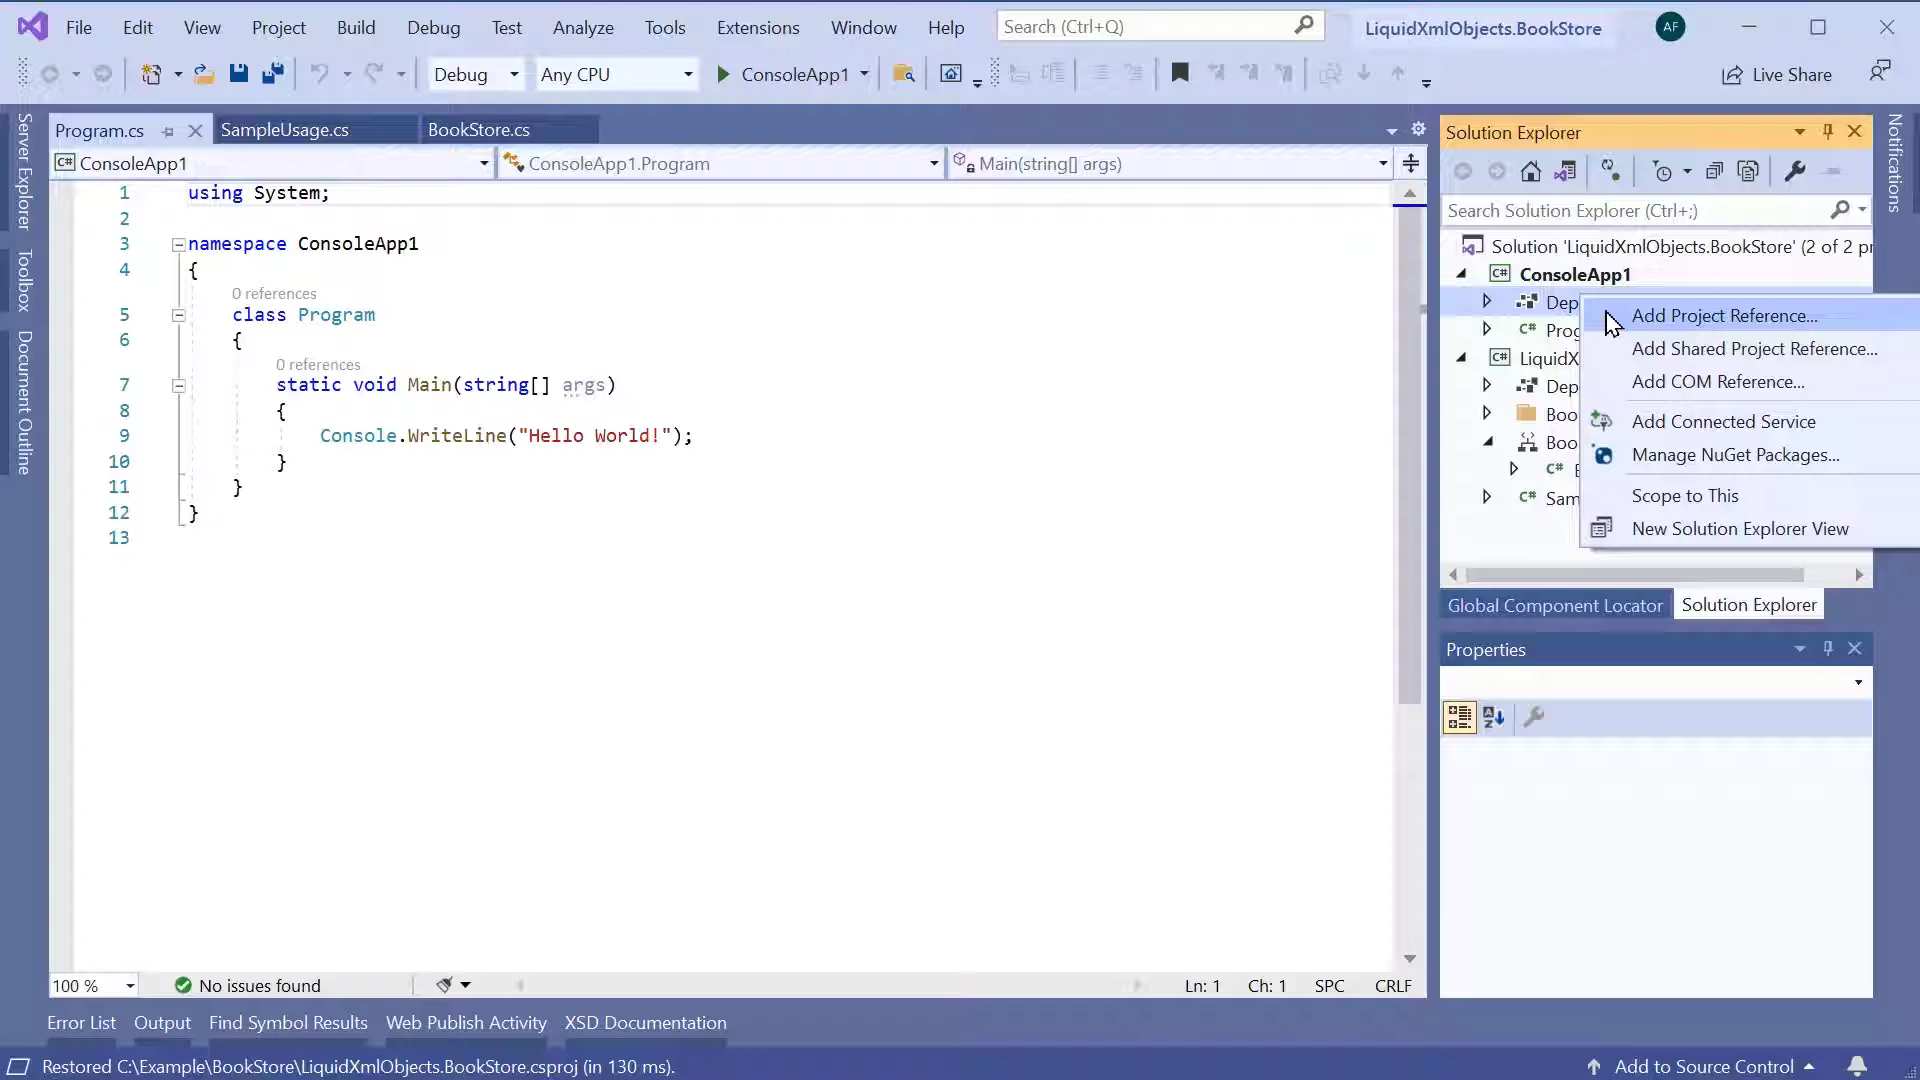 File Edit View Project Build Debug Test Analyze Tools Extensions Window Help Search (Ctrl+Q) LiquidXmlObjects.BookStore AF
Debug Any CPU ConsoleApp1 Live Share
Server Explorer
Toolbox
Document Outline
Program.cs SampleUsage.cs BookStore.cs
C# ConsoleApp1 ConsoleApp1.Program Main(string[] args)
1 using System;
2
3 namespace ConsoleApp1
4 {
0 references
5 class Program
6 {
0 references
7 static void Main(string[] args)
8 {
9 Console.WriteLine("Hello World!");
10 }
11 }
12 }
13
100 % No issues found Ln: 1 Ch: 1 SPC CRLF
Solution Explorer
Search Solution Explorer (Ctrl+;)
Solution 'LiquidXmlObjects.BookStore' (2 of 2 pr
C# ConsoleApp1
Dep
C# Prog
C# LiquidX
Dep
Boo
Boo
C#
C# Sam
Add Project Reference...
Add Shared Project Reference...
Add COM Reference...
Add Connected Service
Manage NuGet Packages...
Scope to This
New Solution Explorer View
Global Component Locator Solution Explorer
Properties
Notifications
Error List Output Find Symbol Results Web Publish Activity XSD Documentation
Restored C:\Example\BookStore\LiquidXmlObjects.BookStore.csproj (in 130 ms). Add to Source Control